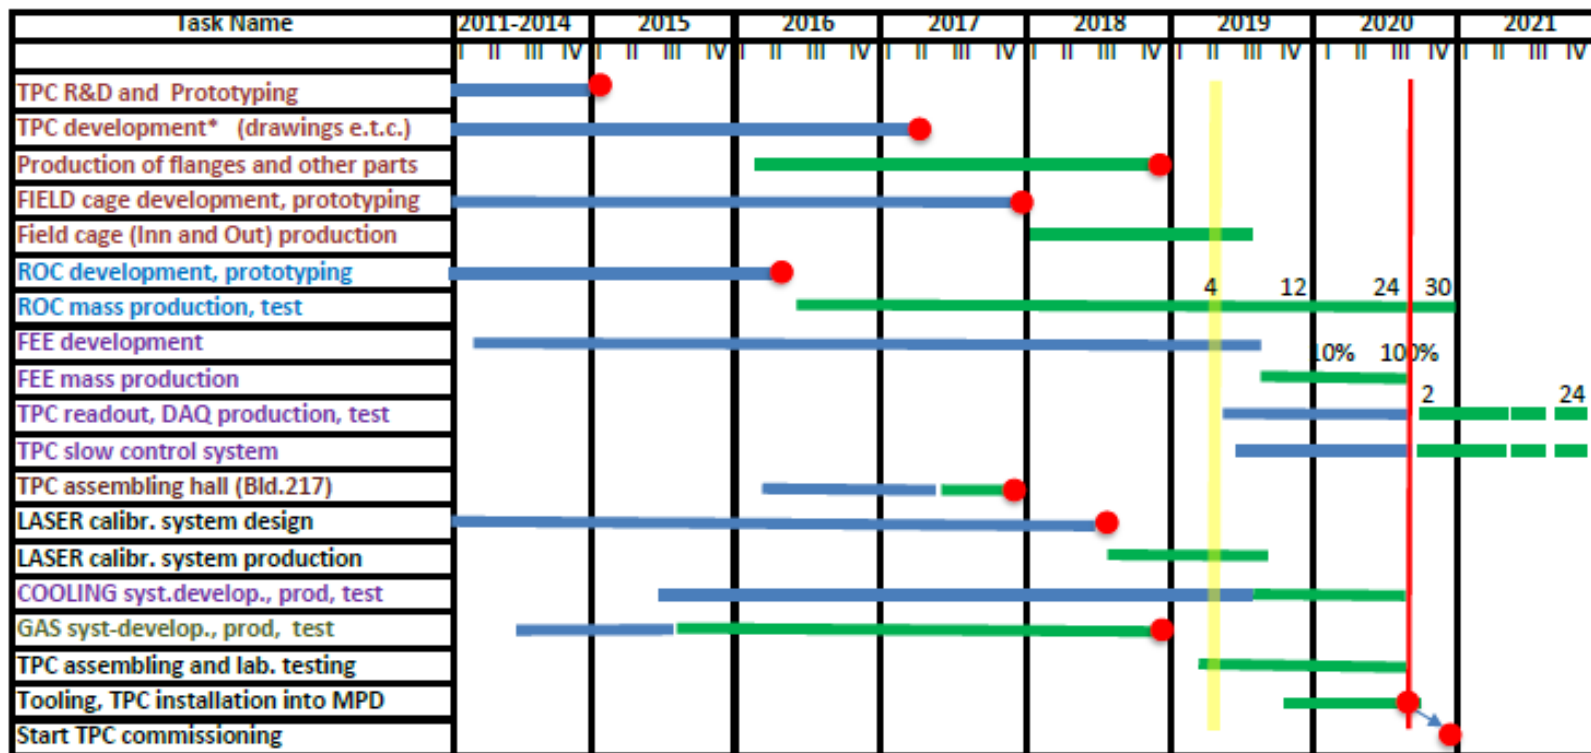 Task Name 2011-2014 2015 2016 2017 2018 2019 2020 2021
I II III IV I II III IV I II III IV I II III IV I II III IV I II III IV I II III IV I II III IV
TPC R&D and Prototyping
TPC development* (drawings e.t.c.)
Production of flanges and other parts
FIELD cage development, prototyping
Field cage (Inn and Out) production
ROC development, prototyping
ROC mass production, test 4 12 24 30
FEE development
10% 100%
FEE mass production
TPC readout, DAQ production, test 2 24
TPC slow control system
TPC assembling hall (Bld.217)
LASER calibr. system design
LASER calibr. system production
COOLING syst.develop., prod, test
GAS syst-develop., prod, test
TPC assembling and lab. testing
Tooling, TPC installation into MPD
Start TPC commissioning